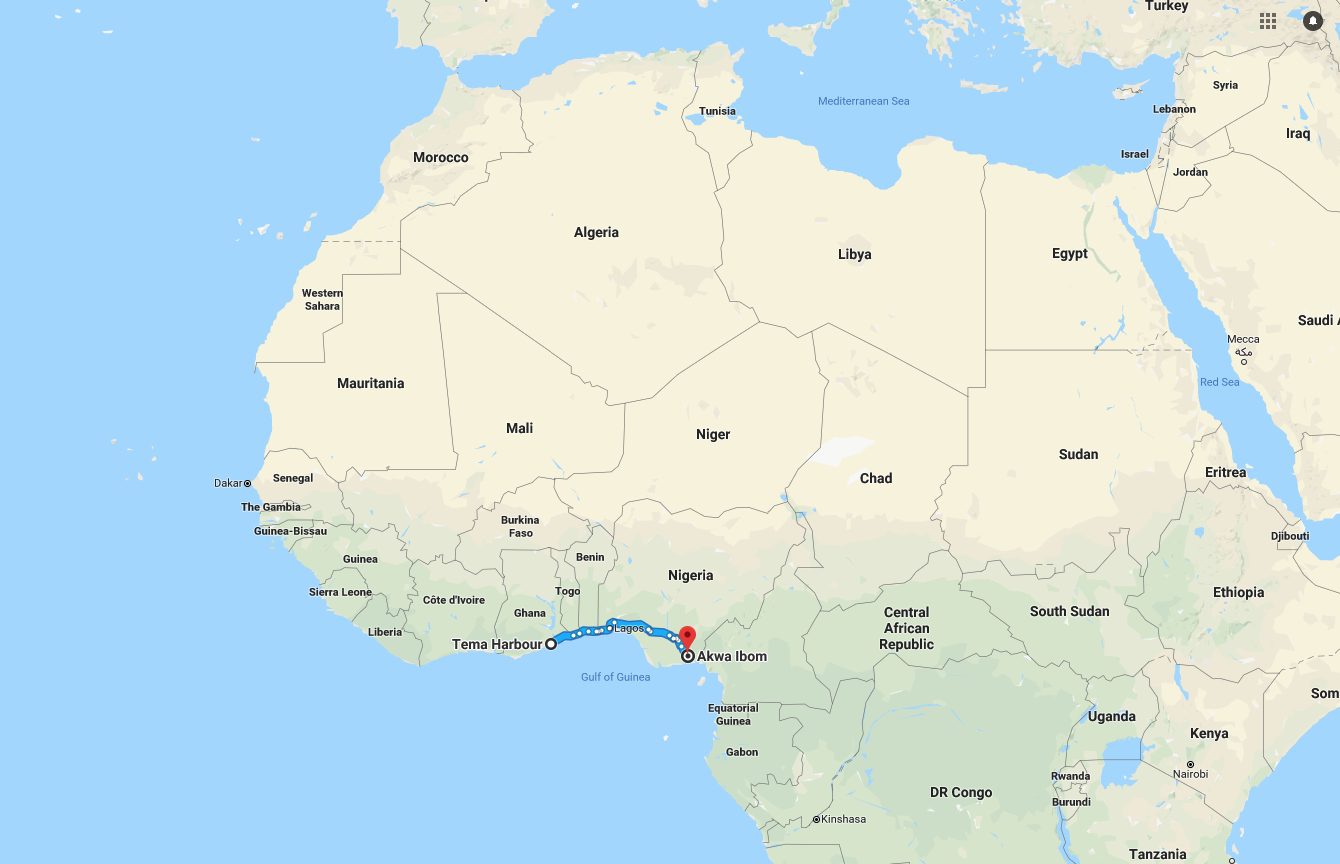 Turkey
Syria
Mediterranean Sea
Tunisia
Lebanon
Iraq
Israel
Morocco
Jordan
Algeria
Libya
Egypt
Western
Sahara
Saudi A
Mecca
مكة
Mauritania
Red Sea
Mali
Niger
Sudan
Chad
Eritrea
Senegal
Dakar
The Gambia
Burkina
Faso
Guinea-Bissau
Djibouti
Guinea
Benin
Nigeria
Sierra Leone
Togo
Ethiopia
Côte d'Ivoire
Ghana
Central
African
Republic
South Sudan
Liberia
Lagos
Tema Harbour
Akwa Ibom
Gulf of Guinea
Som
Equatorial
Guinea
Uganda
Kenya
Gabon
Rwanda
Nairobi
DR Congo
Burundi
Kinshasa
Tanzania